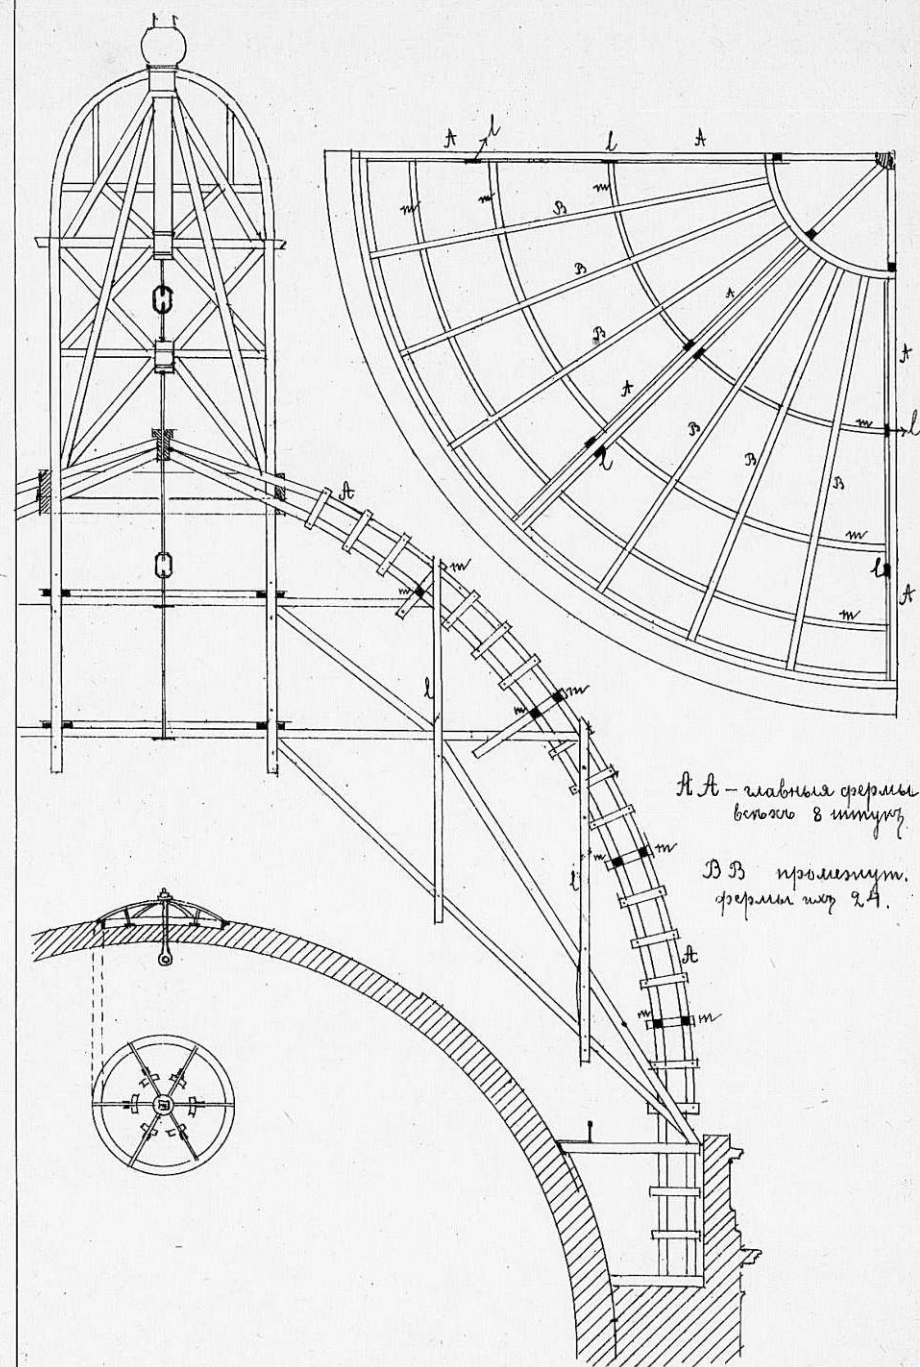 A l l A
m m m B
B
B A
A
A B
B
B
m l
l
m
l
m
A
A
m m
l
m m
АА – главныя фермы
всѣхъ 8 штукъ
m m
l
ВВ промежут.
фермы ихъ 24.
A
m m